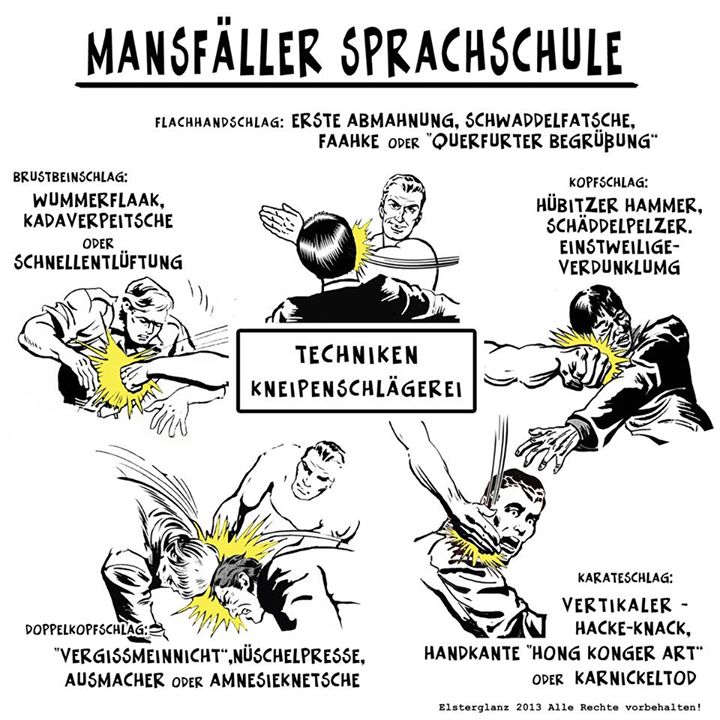 MANSFÄLLER SPRACHSCHULE
FLACHHANDSCHLAG: ERSTE ABMAHNUNG, SCHWADDELFATSCHE,
FAAHKE ODER "QUERFURTER BEGRÜßUNG"
BRUSTBEINSCHLAG:
WUMMERFLAAK,
KADAVERPEITSCHE
ODER
SCHNELLENTLÜFTUNG
KOPFSCHLAG:
HÜBITZER HAMMER,
SCHÄDDELPELZER.
EINSTWEILIGE-
VERDUNKLUMG
TECHNIKEN
KNEIPENSCHLÄGEREI
DOPPELKOPFSCHLAG:
"VERGISSMEINNICHT",NÜSCHELPRESSE,
AUSMACHER ODER AMNESIEKNETSCHE
KARATESCHLAG:
VERTIKALER -
HACKE-KNACK,
HANDKANTE "HONG KONGER ART"
ODER KARNICKELTOD
Elsterglanz 2013 Alle Rechte vorbehalten!